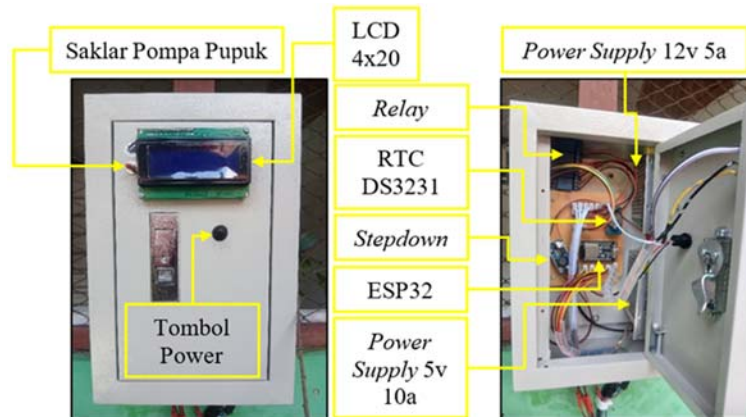 Saklar Pompa Pupuk
LCD
4x20
Power Supply 12v 5a
Relay
RTC
DS3231
Stepdown
ESP32
Tombol
Power
Power
Supply 5v
10a